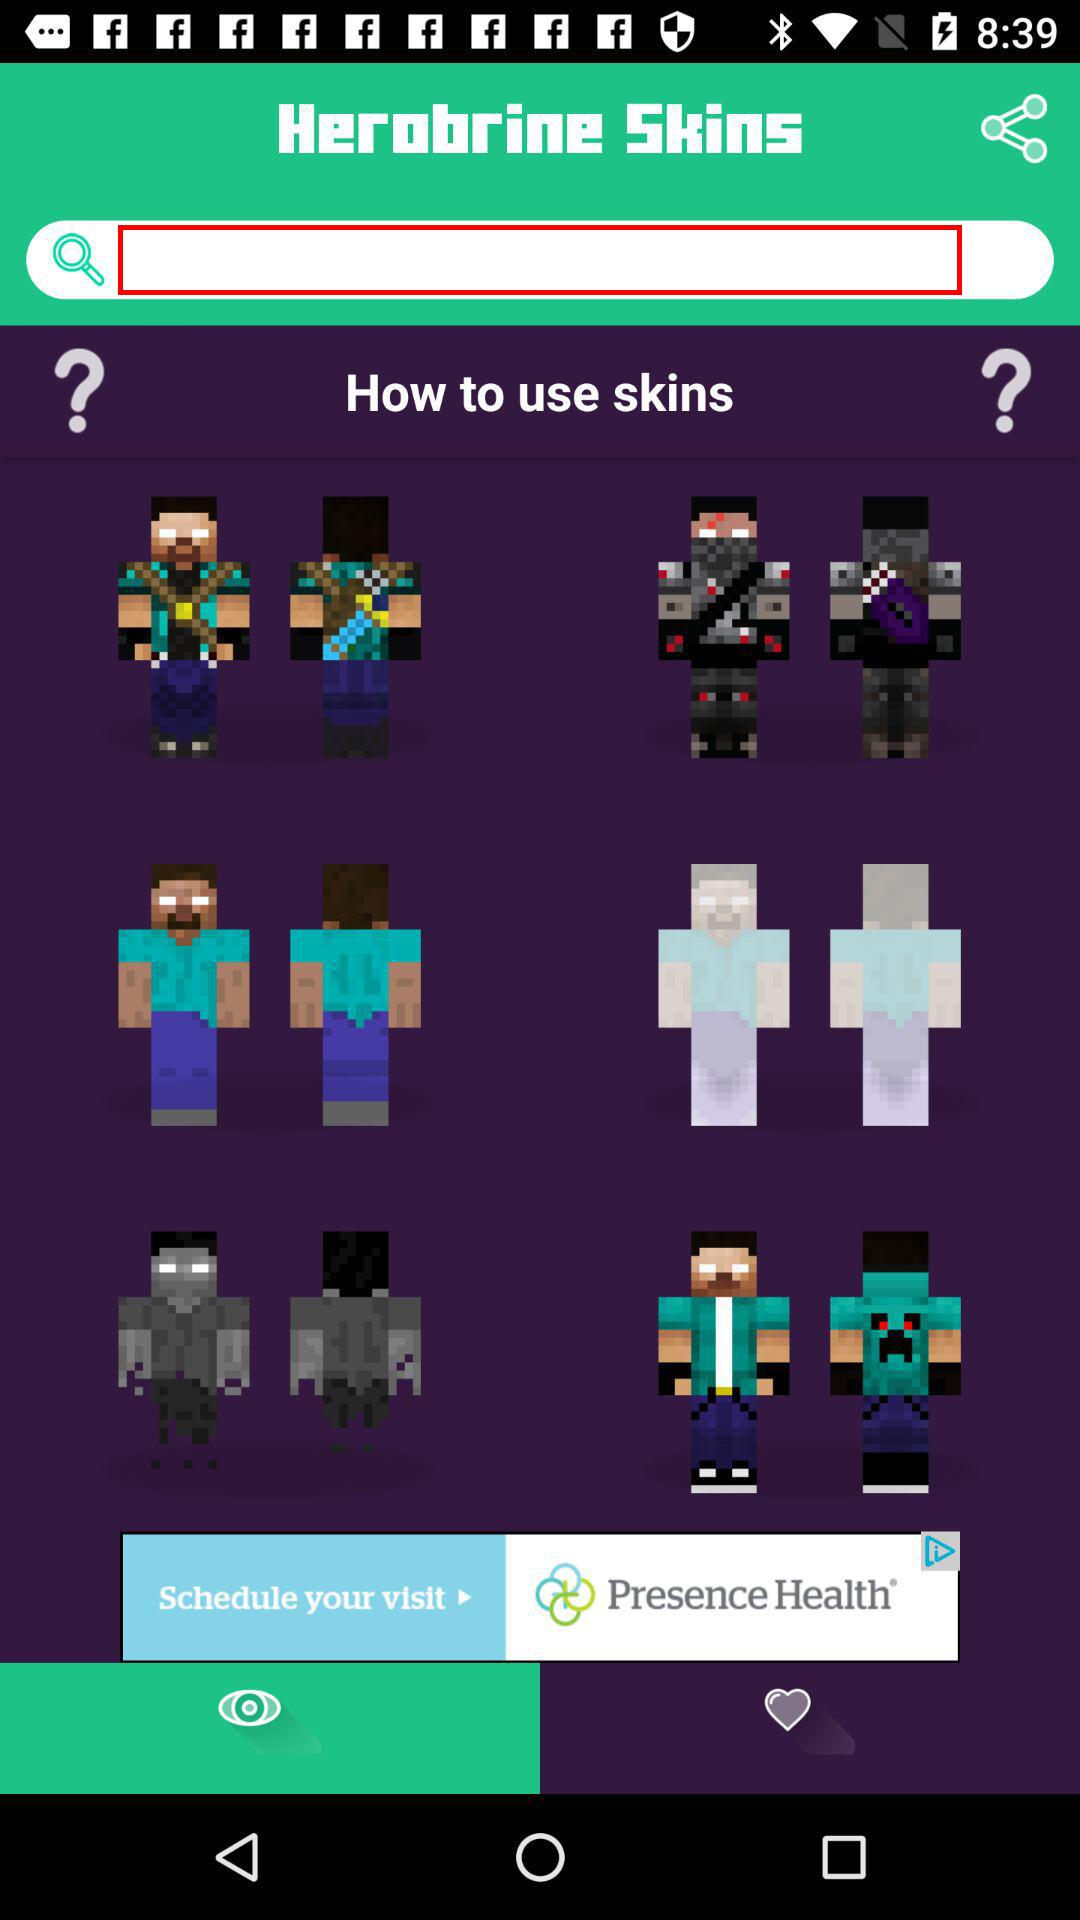 8:39
Herobrine Skins
? How to use skins ?
Schedule your visit
Presence Health®